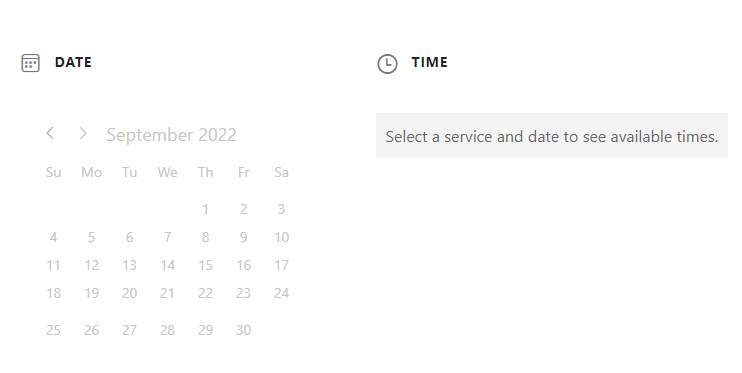 DATE
TIME
September 2022
Select a service and date to see available times.
Su Mo Tu We Th Fr Sa
1 2 3
4 5 6 7 8 9 10
11 12 13 14 15 16 17
18 19 20 21 22 23 24
25 26 27 28 29 30